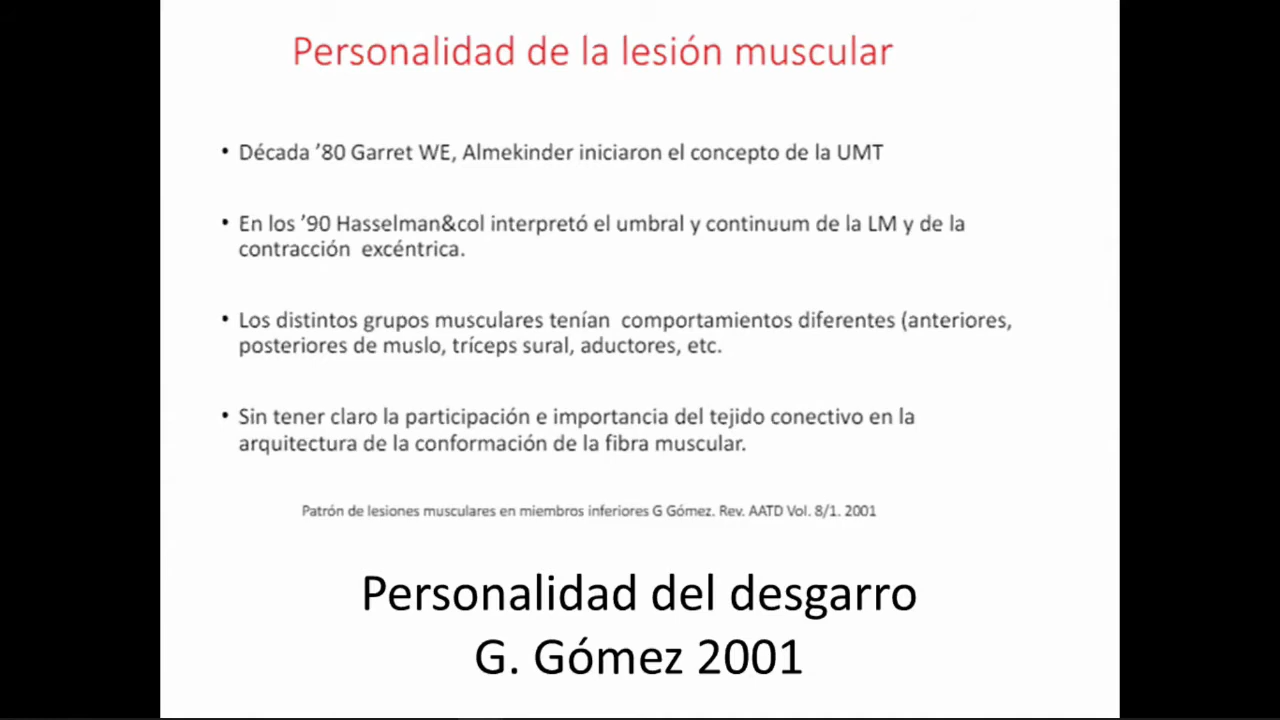 Personalidad de la lesión muscular
• Década ’80 Garret WE, Almekinder iniciaron el concepto de la UMT
• En los ’90 Hasselman&col interpretó el umbral y continuum de la LM y de la
contracción excéntrica.
• Los distintos grupos musculares tenían comportamientos diferentes (anteriores,
posteriores de muslo, tríceps sural, aductores, etc.
• Sin tener claro la participación e importancia del tejido conectivo en la
arquitectura de la conformación de la fibra muscular.
Patrón de lesiones musculares en miembros inferiores G Gómez. Rev. AATD Vol. 8/1. 2001
Personalidad del desgarro
G. Gómez 2001